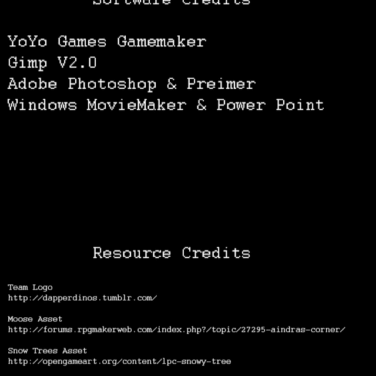 Software Credits
YoYo Games Gamemaker
Gimp V2.0
Adobe Photoshop & Preimer
Windows MovieMaker & Power Point
Resource Credits
Team Logo
http://dapperdinos.tumblr.com/
Moose Asset
http://forums.rpgmakerweb.com/index.php?/topic/27295-aindras-corner/
Snow Trees Asset
http://opengameart.org/content/lpc-snowy-tree